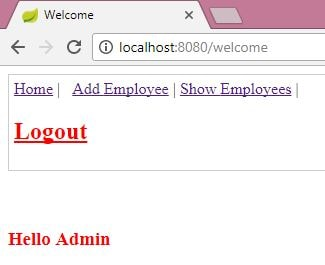 Welcome
localhost:8080/welcome
Home | Add Employee | Show Employees |
Logout
Hello Admin